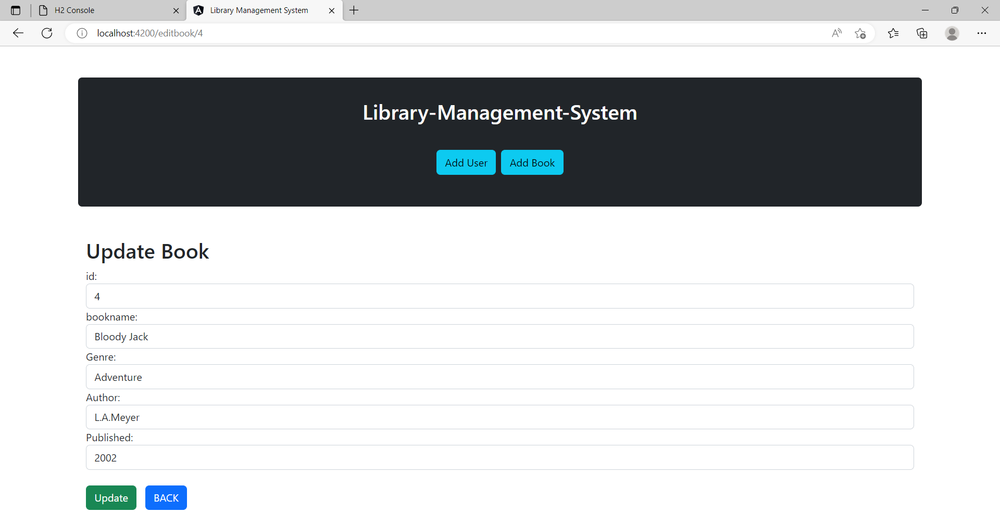 H2 Console
Library Management System
localhost:4200/editbook/4
Library-Management-System
Add User Add Book
Update Book
id:
4
bookname:
Bloody Jack
Genre:
Adventure
Author:
L.A.Meyer
Published:
2002
Update BACK